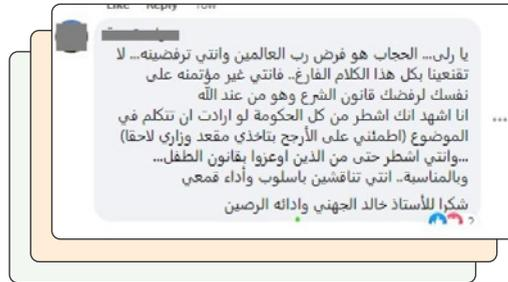 Like Reply 10w
يا رلى... الحجاب هو فرض رب العالمين وانتي ترفضينه... لا
تقنعينا بكل هذا الكلام الفارغ.. فانتي غير مؤتمنه على
نفسك لرفضك قانون الشرع وهو من عند الله
انا اشهد انك اشطر من كل الحكومة لو ارادت ان تتكلم في
الموضوع (اطمئني على الأرجح بتاخذي مقعد وزاري لاحقا)
...وانتي اشطر حتى من الذين اوعزوا بقانون الطفل...
وبالمناسبة.. انتي تناقشين باسلوب وأداء قمعي
شكرا للأستاذ خالد الجهني وادائه الرصين
2